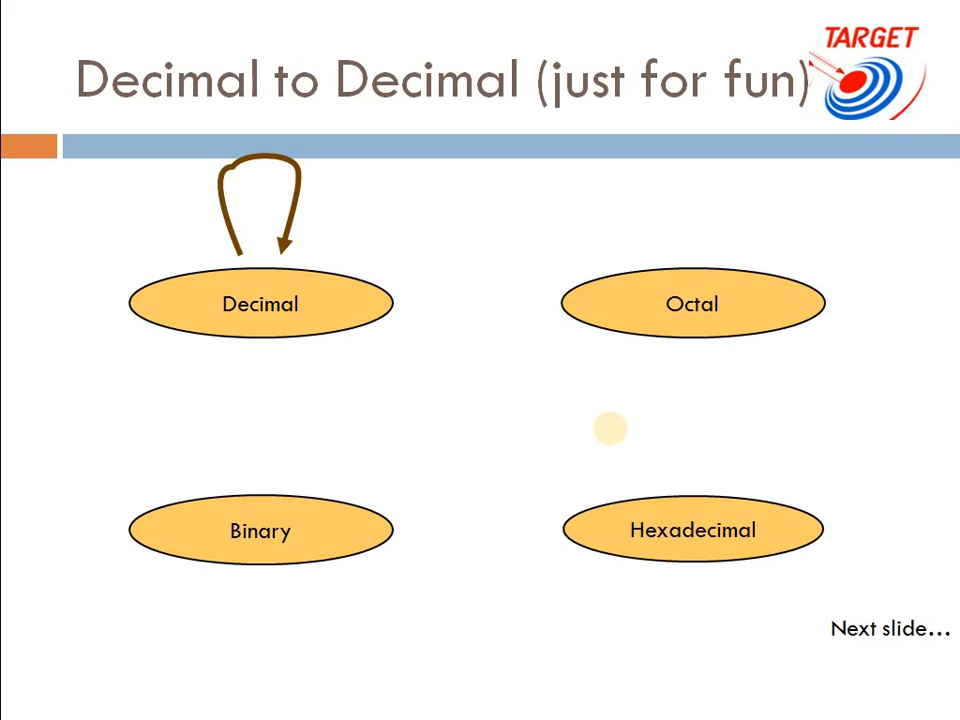 Decimal to Decimal (just for fun)
TARGET
Decimal
Octal
Binary
Hexadecimal
Next slide…